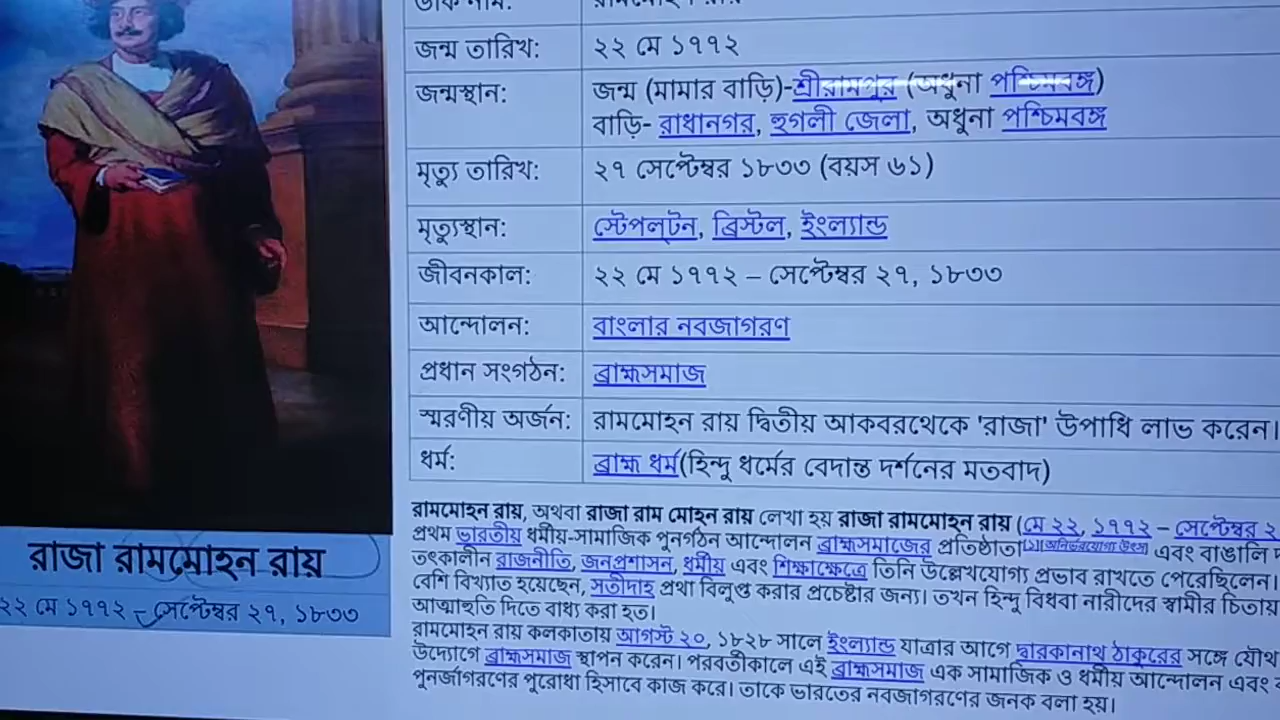 জন্ম তারিখ: ২২ মে ১৭৭২
জন্মস্থান: জন্ম (মামার বাড়ি)-শ্রীরামপুর (অধুনা পশ্চিমবঙ্গ)
বাড়ি- রাধানগর, হুগলী জেলা, অধুনা পশ্চিমবঙ্গ
মৃত্যু তারিখ: ২৭ সেপ্টেম্বর ১৮৩৩ (বয়স ৬১)
মৃত্যুস্থান: স্টেপল্টন, ব্রিস্টল, ইংল্যান্ড
জীবনকাল: ২২ মে ১৭৭২ – সেপ্টেম্বর ২৭, ১৮৩৩
আন্দোলন: বাংলার নবজাগরণ
প্রধান সংগঠন: ব্রাহ্মসমাজ
স্মরণীয় অর্জন: রামমোহন রায় দ্বিতীয় আকবরথেকে 'রাজা' উপাধি লাভ করেন।
ধর্ম: ব্রাহ্ম ধর্ম(হিন্দু ধর্মের বেদান্ত দর্শনের মতবাদ)
রামমোহন রায়, অথবা রাজা রাম মোহন রায় লেখা হয় রাজা রামমোহন রায় (মে ২২, ১৭৭২ – সেপ্টেম্বর
প্রথম ভারতীয় ধর্মীয়-সামাজিক পুনর্গঠন আন্দোলন ব্রাহ্মসমাজের প্রতিষ্ঠাতা এবং বাঙালি
তৎকালীন রাজনীতি, জনপ্রশাসন, ধর্মীয় এবং শিক্ষাক্ষেত্রে তিনি উল্লেখযোগ্য প্রভাব রাখতে পেরেছিলেন।
বেশি বিখ্যাত হয়েছেন, সতীদাহ প্রথা বিলুপ্ত করার প্রচেষ্টার জন্য। তখন হিন্দু বিধবা নারীদের স্বামীর চিতায়
আত্মাহুতি দিতে বাধ্য করা হত।
রামমোহন রায় কলকাতায় আগস্ট ২০, ১৮২৮ সালে ইংল্যান্ড যাত্রার আগে দ্বারকানাথ ঠাকুরের সঙ্গে যৌথ
উদ্যোগে ব্রাহ্মসমাজ স্থাপন করেন। পরবর্তীকালে এই ব্রাহ্মসমাজ এক সামাজিক ও ধর্মীয় আন্দোলন এবং
পুনর্জাগরণের পুরোধা হিসাবে কাজ করে। তাকে ভারতের নবজাগরণের জনক বলা হয়।
রাজা রামমোহন রায়
২২ মে ১৭৭২ – সেপ্টেম্বর ২৭, ১৮৩৩